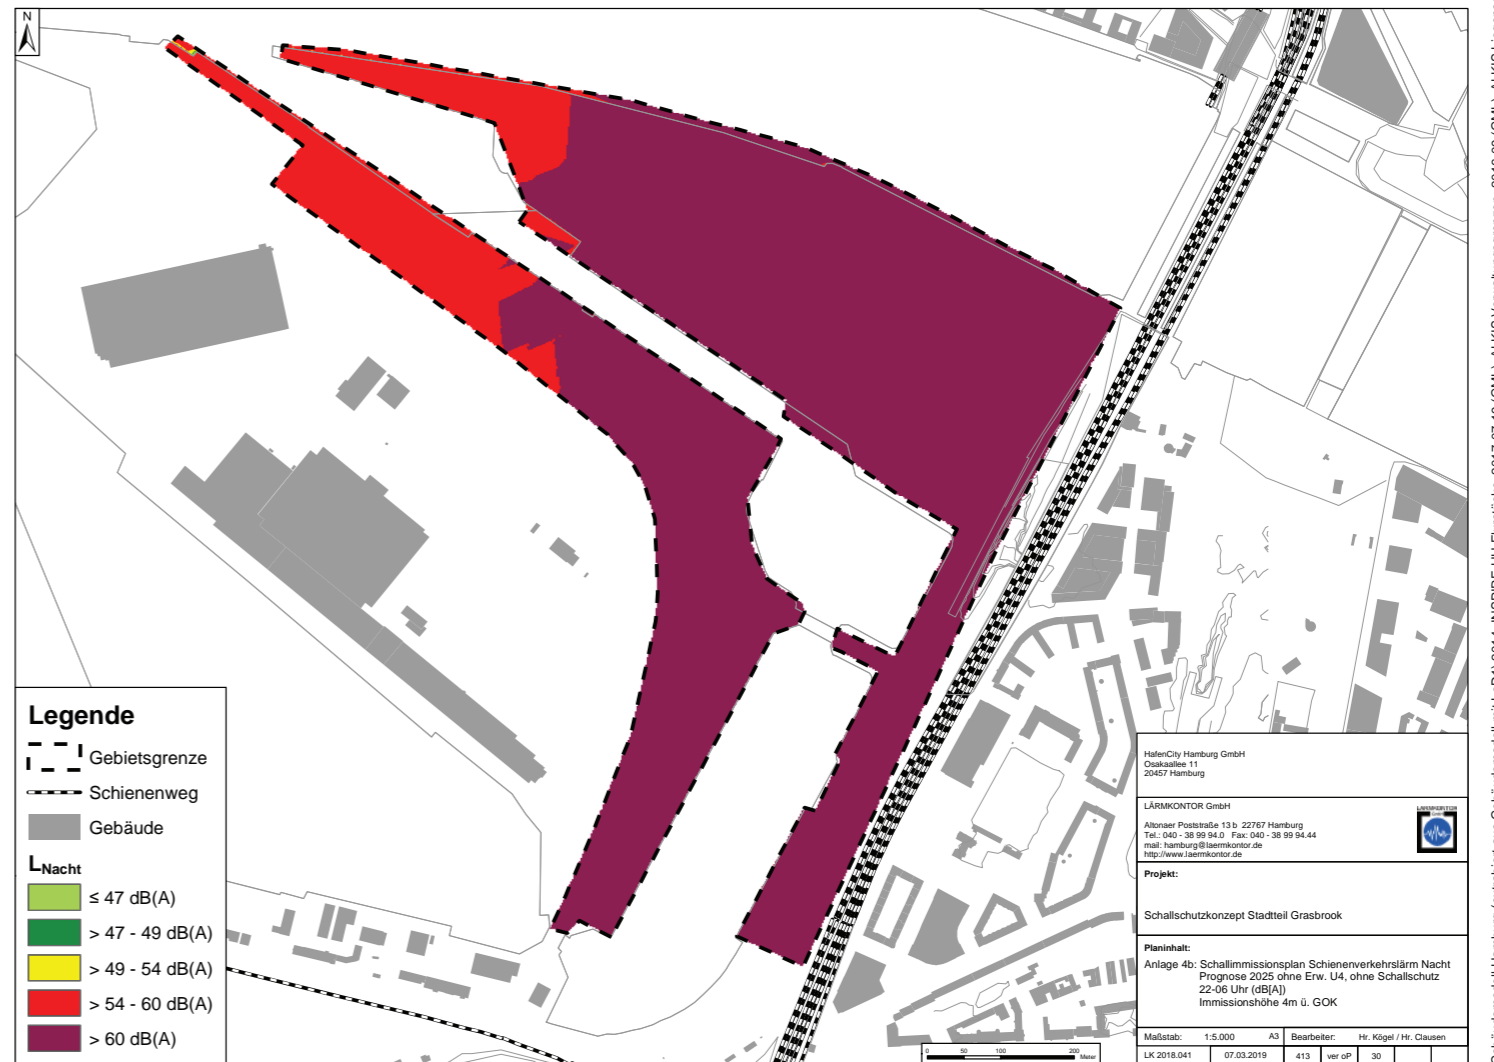 N
Legende
Gebietsgrenze
Schienenweg
Gebäude
LNacht
≤ 47 dB(A)
> 47 - 49 dB(A)
> 49 - 54 dB(A)
> 54 - 60 dB(A)
> 60 dB(A)
HafenCity Hamburg GmbH
Osakaallee 11
20457 Hamburg
LÄRMKONTOR GmbH
Altonaer Poststraße 13 b 22767 Hamburg
Tel.: 040 - 38 99 94.0 Fax: 040 - 38 99 94.44
mail: hamburg@laermkontor.de
http://www.laermkontor.de
LÄRMKONTOR
GmbH
Projekt:
Schallschutzkonzept Stadtteil Grasbrook
Planinhalt:
Anlage 4b: Schallimmissionsplan Schienenverkehrslärm Nacht
Prognose 2025 ohne Erw. U4, ohne Schallschutz
22-06 Uhr (dB[A])
Immissionshöhe 4m ü. GOK
Maßstab: 1:5.000 A3 Bearbeiter: Hr. Kögel / Hr. Clausen
LK 2018.041 07.03.2019 413 ver oP 30
0 50 100 200
Meter